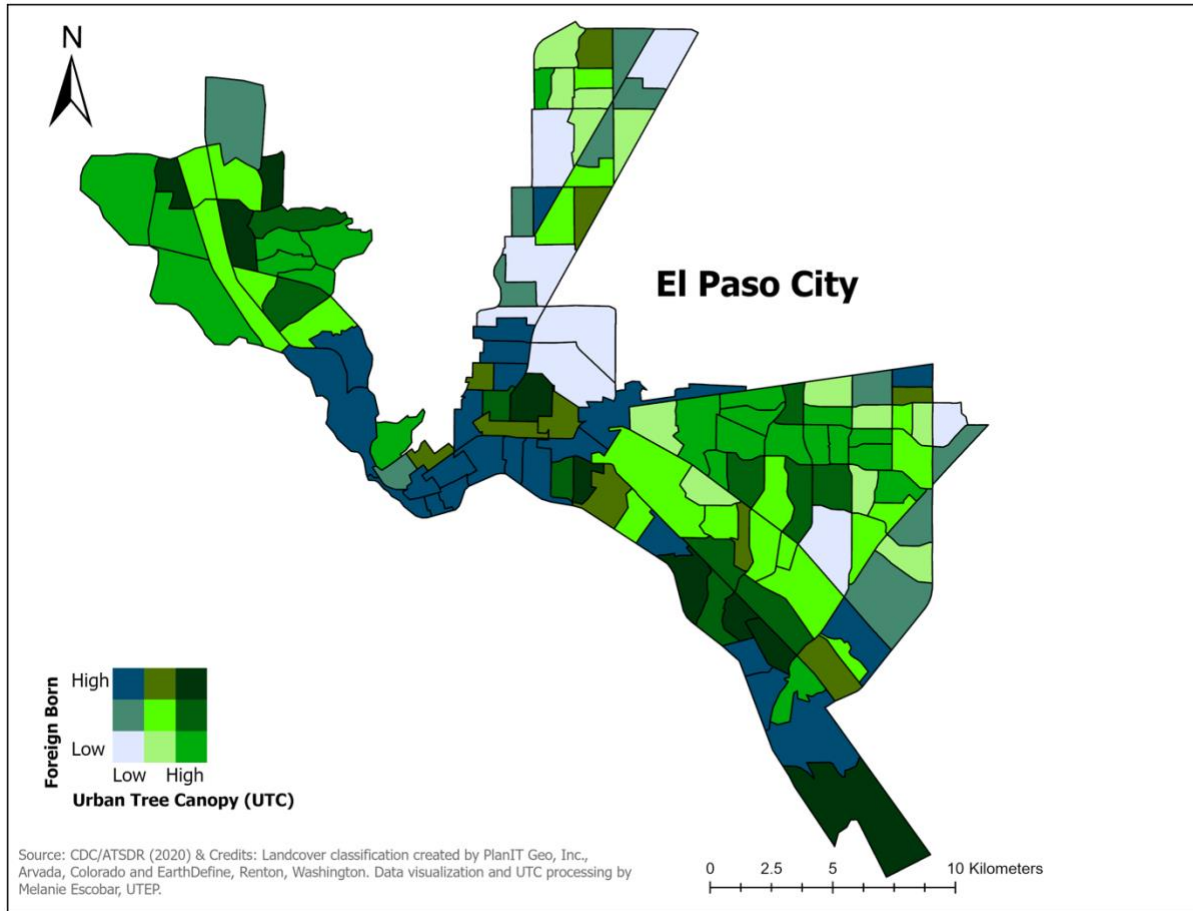 N
El Paso City
High
Low
Foreign Born
Low High
Urban Tree Canopy (UTC)
Source: CDC/ATSDR (2020) & Credits: Landcover classification created by PlanIT Geo, Inc.,
Arvada, Colorado and EarthDefine, Renton, Washington. Data visualization and UTC processing by
Melanie Escobar, UTEP.
0 2.5 5 10 Kilometers